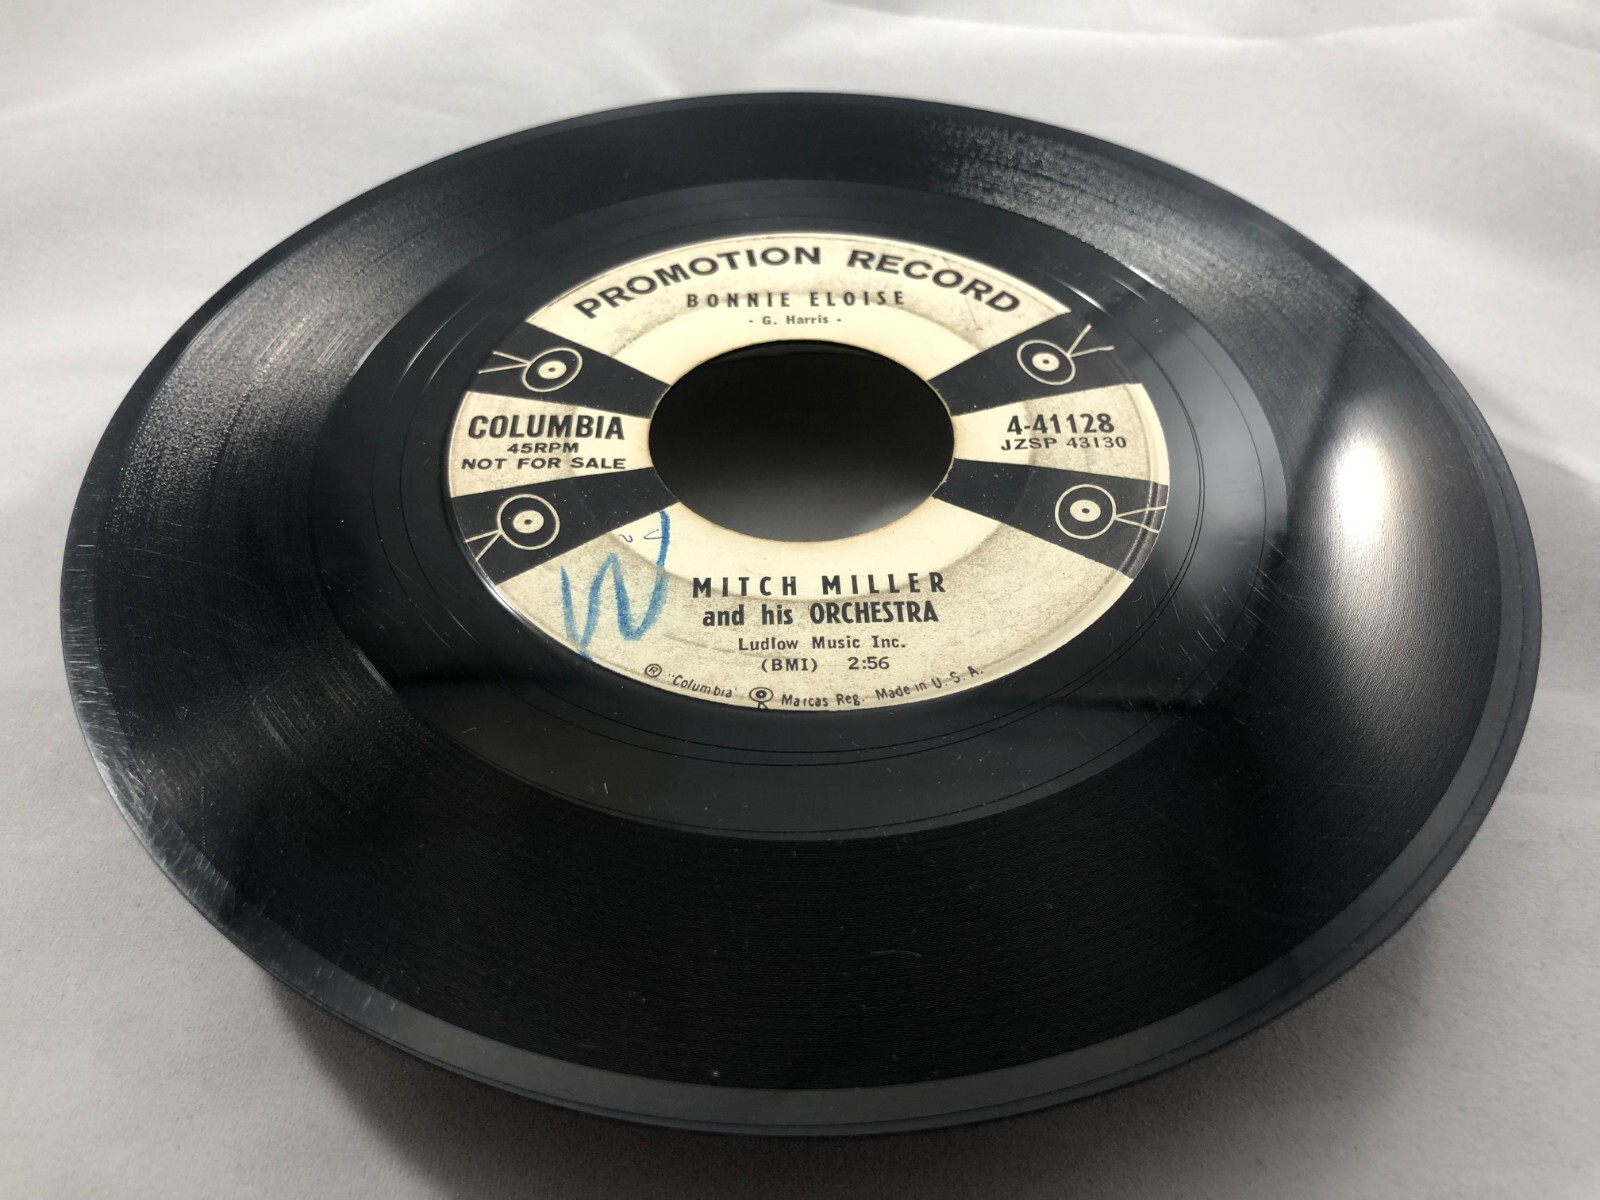 PROMOTION RECORD
BONNIE ELOISE
- G. Harris -
COLUMBIA
45RPM
NOT FOR SALE
4-41128
JZSP 43130
MITCH MILLER
and his ORCHESTRA
Ludlow Music Inc.
(BMI) 2:56
® "Columbia" Marcas Reg. Made in U. S. A.